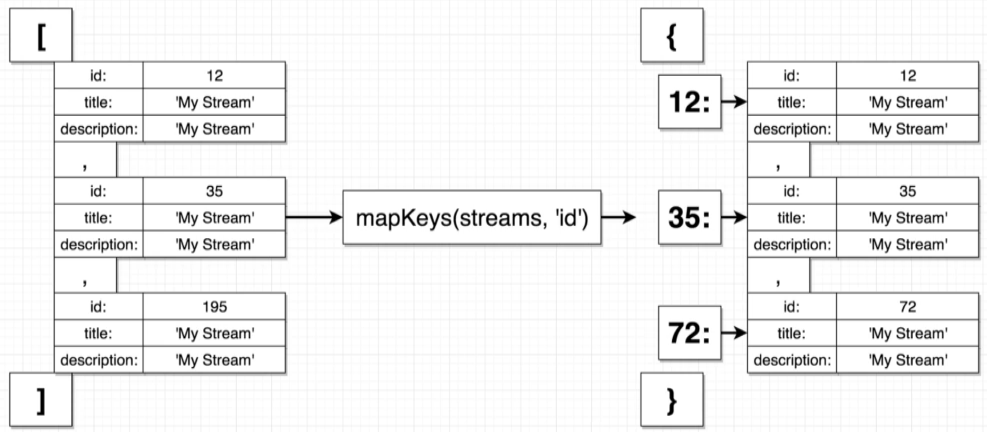 [
id: 12
title: 'My Stream'
description: 'My Stream'
,
id: 35
title: 'My Stream'
description: 'My Stream'
,
id: 195
title: 'My Stream'
description: 'My Stream'
]
mapKeys(streams, 'id')
{
12:
id: 12
title: 'My Stream'
description: 'My Stream'
,
35:
id: 35
title: 'My Stream'
description: 'My Stream'
,
72:
id: 72
title: 'My Stream'
description: 'My Stream'
}